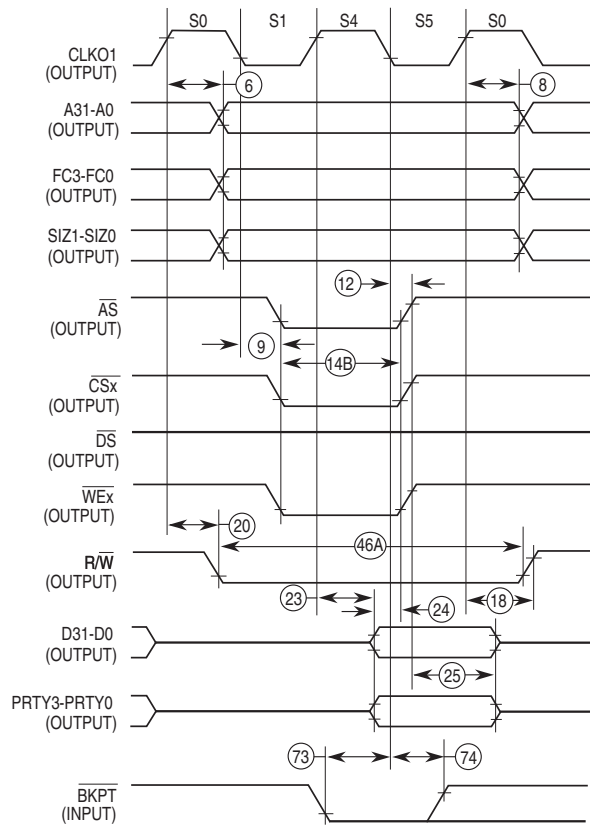 S0 S1 S4 S5 S0
CLKO1
(OUTPUT)
6 8
A31-A0
(OUTPUT)
FC3-FC0
(OUTPUT)
SIZ1-SIZ0
(OUTPUT)
12
AS
(OUTPUT)
9
14B
CSx
(OUTPUT)
DS
(OUTPUT)
WEx
(OUTPUT)
20
46A
R/W
(OUTPUT)
23 24 18
D31-D0
(OUTPUT)
25
PRTY3-PRTY0
(OUTPUT)
73 74
BKPT
(INPUT)